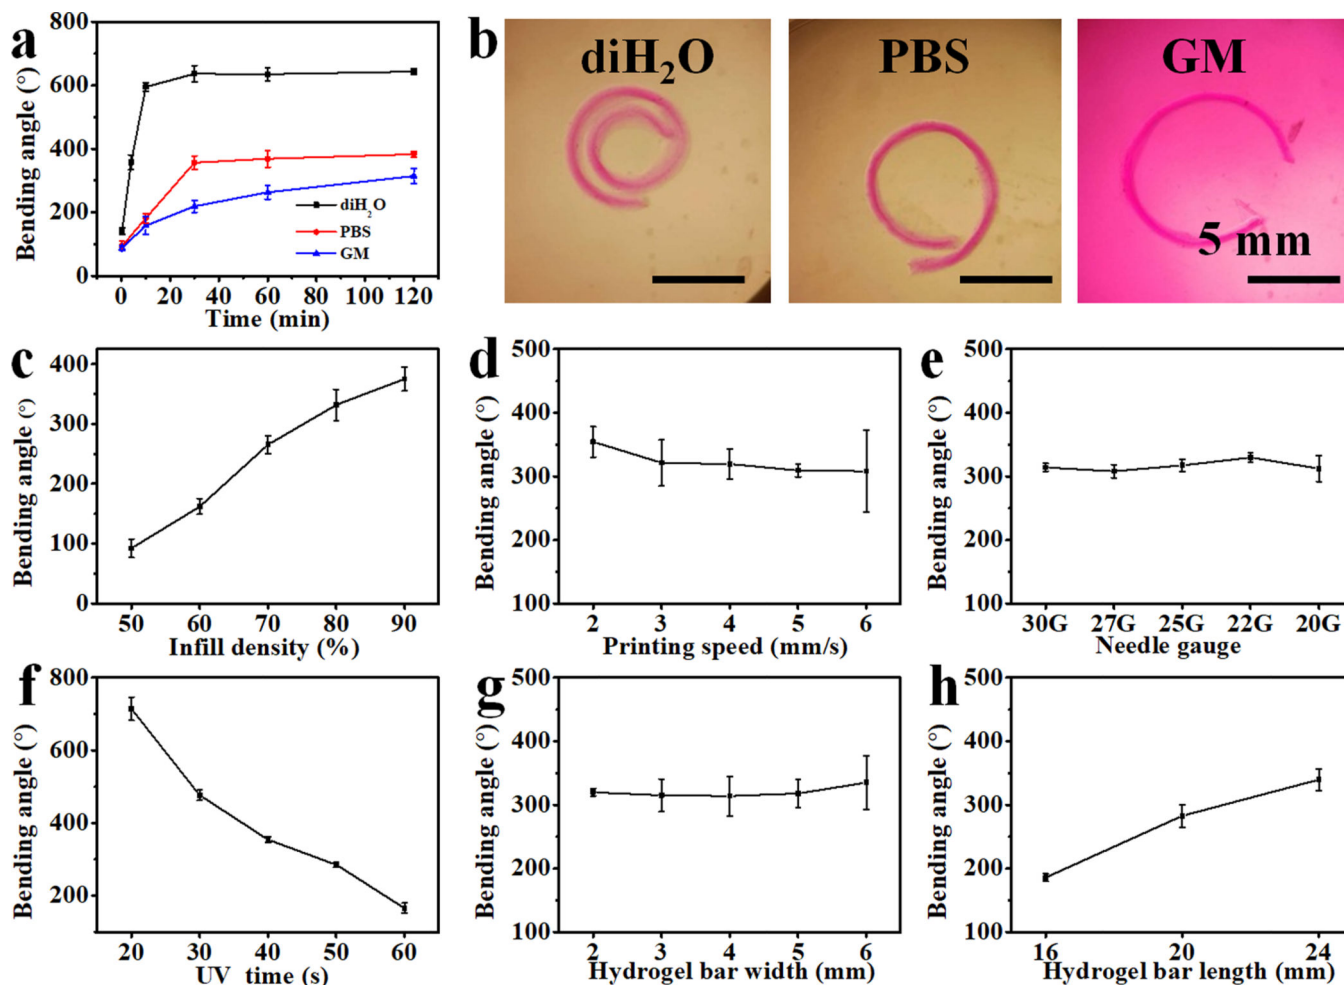 a
800
600
400
200
0
Bending angle (°)
diH₂O
PBS
GM
0 20 40 60 80 100 120
Time (min)
b
diH₂O
PBS
GM
5 mm
c
400
300
200
100
0
Bending angle (°)
50 60 70 80 90
Infill density (%)
d
500
400
300
200
100
Bending angle (°)
2 3 4 5 6
Printing speed (mm/s)
e
500
400
300
200
100
Bending angle (°)
30G 27G 25G 22G 20G
Needle gauge
f
800
600
400
200
Bending angle (°)
20 30 40 50 60
UV time (s)
g
500
400
300
200
100
Bending angle (°)
2 3 4 5 6
Hydrogel bar width (mm)
h
500
400
300
200
100
Bending angle (°)
16 20 24
Hydrogel bar length (mm)